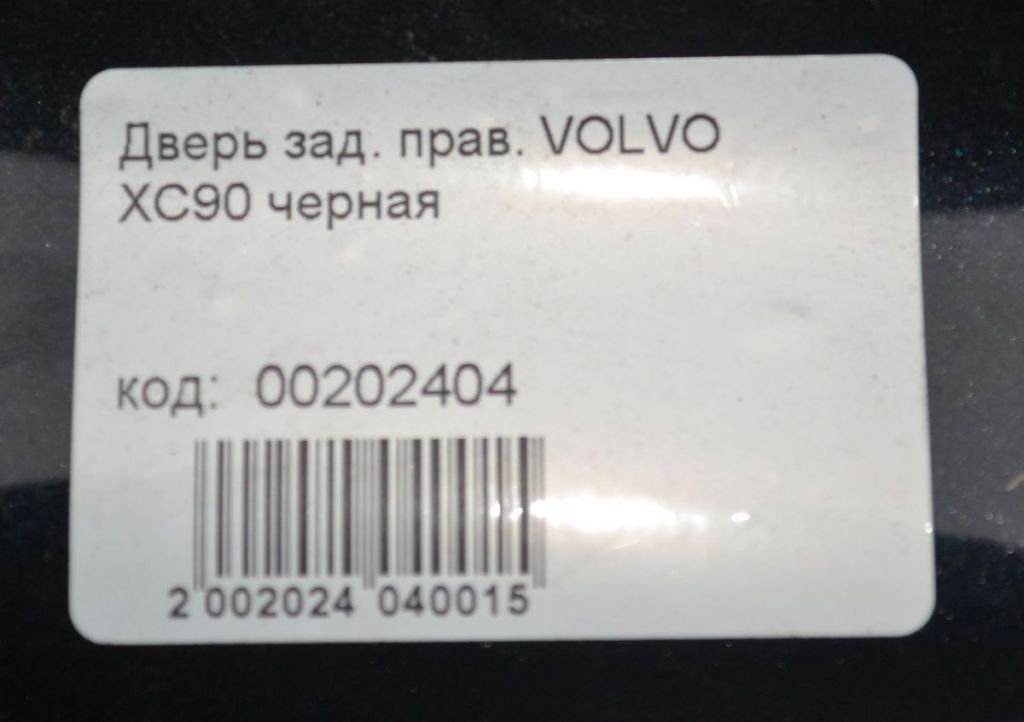 Дверь зад. прав. VOLVO
XC90 черная
код: 00202404
2 002024 040015